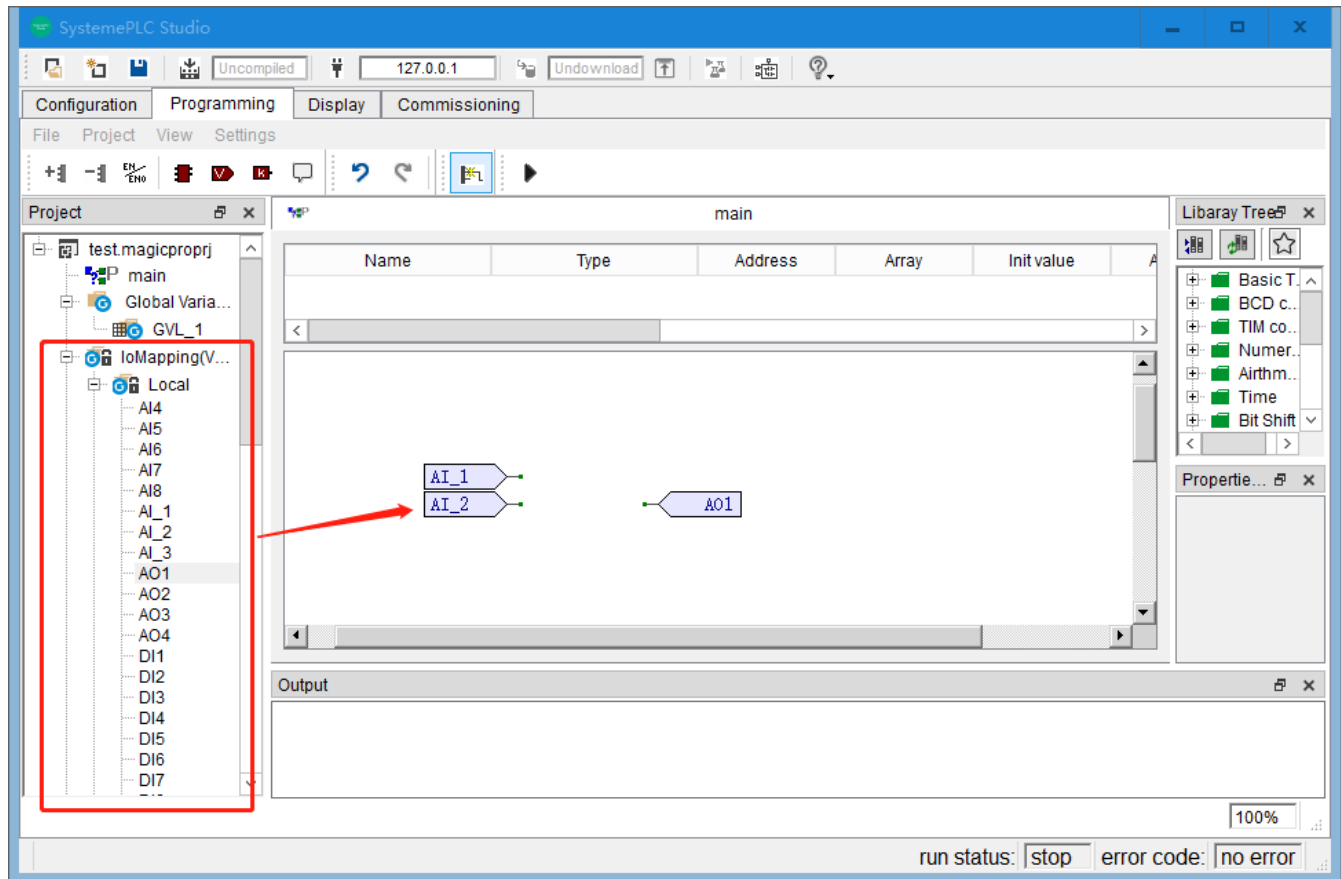 SystemePLC Studio
Uncompiled 127.0.0.1 Undownload
Configuration Programming Display Commissioning
File Project View Settings
EN/ENO V K
Project
main
Libaray Tree
test.magicproprj
main
Global Varia...
GVL_1
IoMapping(V...
Local
AI4
AI5
AI6
AI7
AI8
AI_1
AI_2
AI_3
AO1
AO2
AO3
AO4
DI1
DI2
DI3
DI4
DI5
DI6
DI7
Name Type Address Array Init value A
AI_1
AI_2 AO1
Basic T.
BCD c...
TIM co..
Numer..
Airthm..
Time
Bit Shift
Propertie...
Output
100%
run status: stop error code: no error